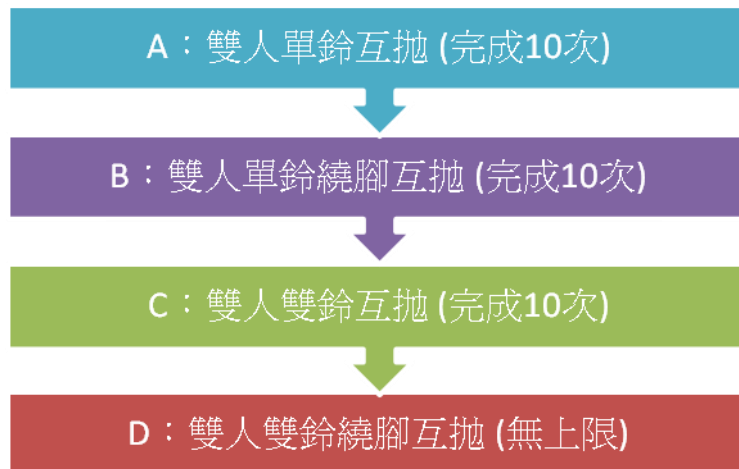 A：雙人單鈴互拋 (完成10次)
B：雙人單鈴繞腳互拋 (完成10次)
C：雙人雙鈴互拋 (完成10次)
D：雙人雙鈴繞腳互拋 (無上限)